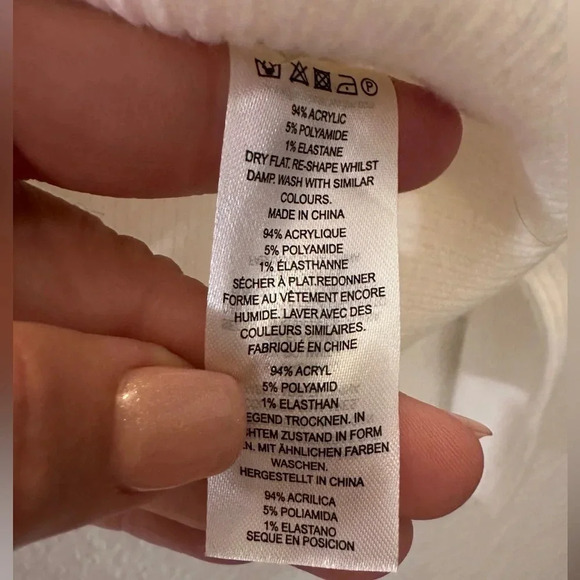 94% ACRYLIC
5% POLYAMIDE
1% ELASTANE
DRY FLAT. RE-SHAPE WHILST
DAMP. WASH WITH SIMILAR
COLOURS.
MADE IN CHINA
94% ACRYLIQUE
5% POLYAMIDE
1% ÉLASTHANNE
SÉCHER À PLAT.REDONNER
FORME AU VÊTEMENT ENCORE
HUMIDE. LAVER AVEC DES
COULEURS SIMILAIRES.
FABRIQUÉ EN CHINE
94% ACRYL
5% POLYAMID
1% ELASTHAN
EGEND TROCKNEN. IN
CHTEM ZUSTAND IN FORM
EN. MIT ÄHNLICHEN FARBEN
WASCHEN.
HERGESTELLT IN CHINA
94% ACRILICA
5% POLIAMIDA
1% ELASTANO
SEQUE EN POSICION